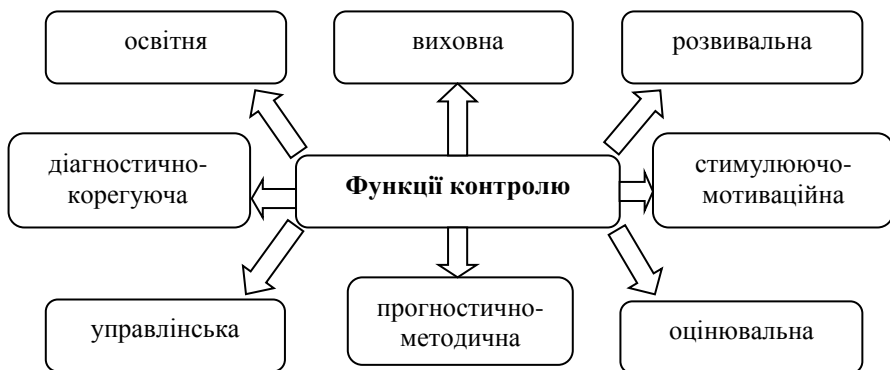 освітня
виховна
розвивальна
діагностично-
корегуюча
Функції контролю
стимулюючо-
мотиваційна
управлінська
прогностично-
методична
оцінювальна